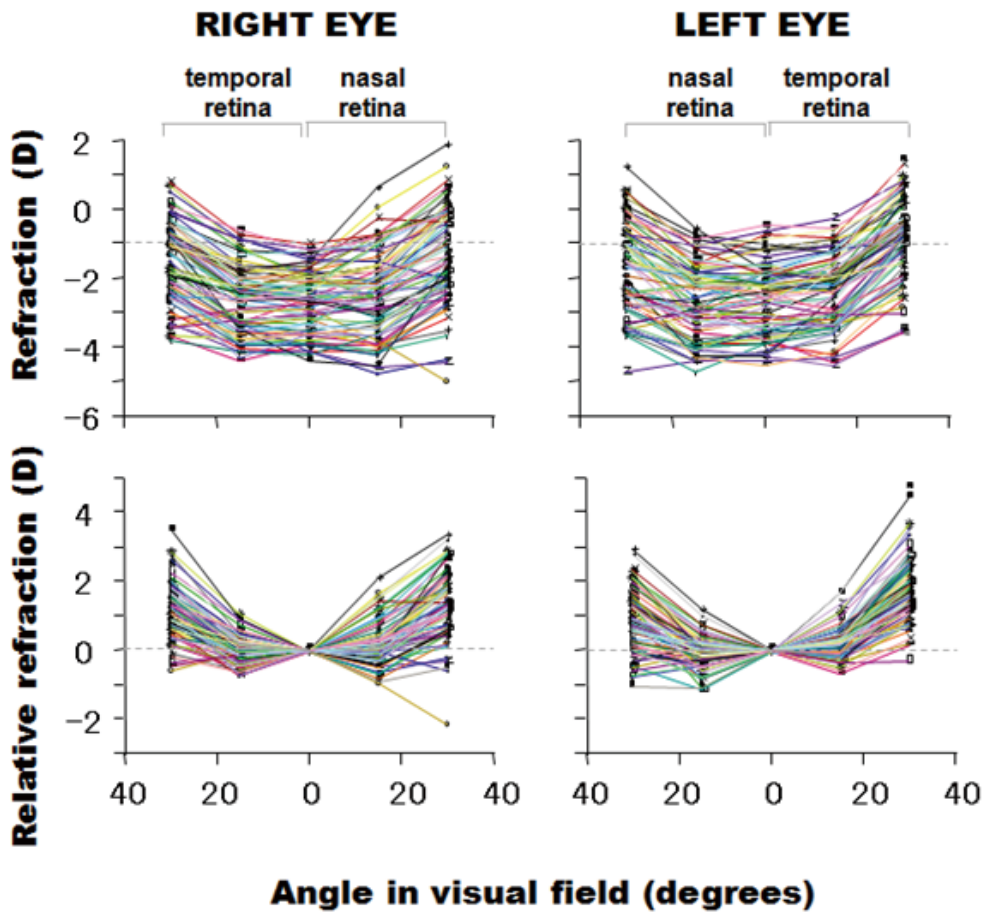 RIGHT EYE
LEFT EYE
temporal
retina
nasal
retina
nasal
retina
temporal
retina
Refraction (D)
2
0
−2
−4
−6
Relative refraction (D)
4
2
0
−2
40 20 0 20 40
40 20 0 20 40
Angle in visual field (degrees)